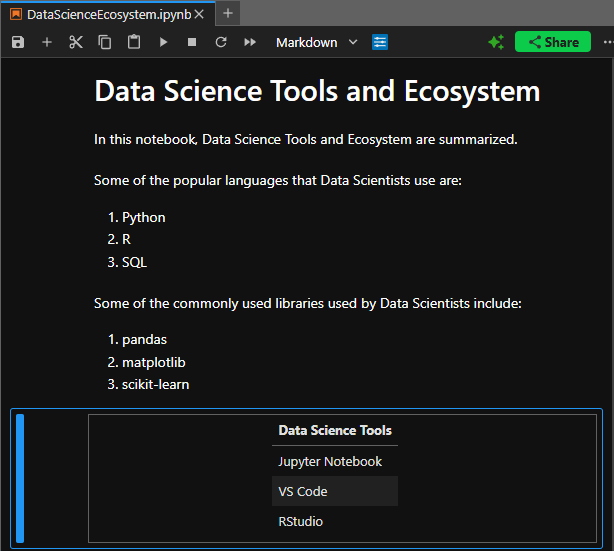 DataScienceEcosystem.ipynb
Markdown
Share
Data Science Tools and Ecosystem
In this notebook, Data Science Tools and Ecosystem are summarized.
Some of the popular languages that Data Scientists use are:
1. Python
2. R
3. SQL
Some of the commonly used libraries used by Data Scientists include:
1. pandas
2. matplotlib
3. scikit-learn
Data Science Tools
Jupyter Notebook
VS Code
RStudio